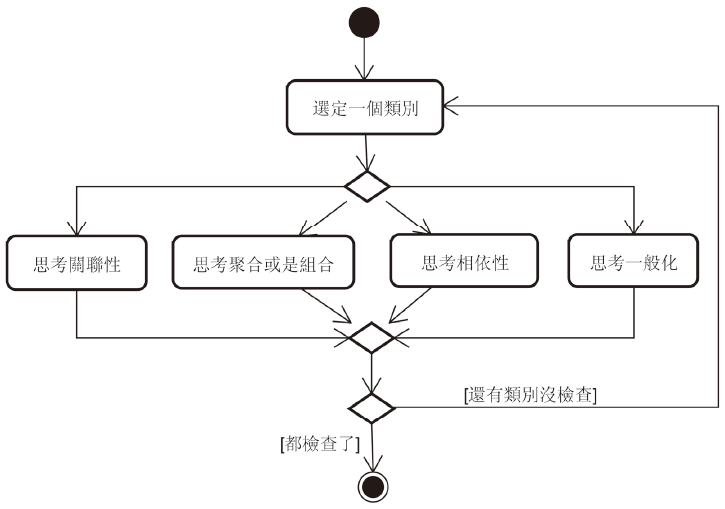 選定一個類別
思考關聯性
思考聚合或是組合
思考相依性
思考一般化
[還有類別沒檢查]
[都檢查了]